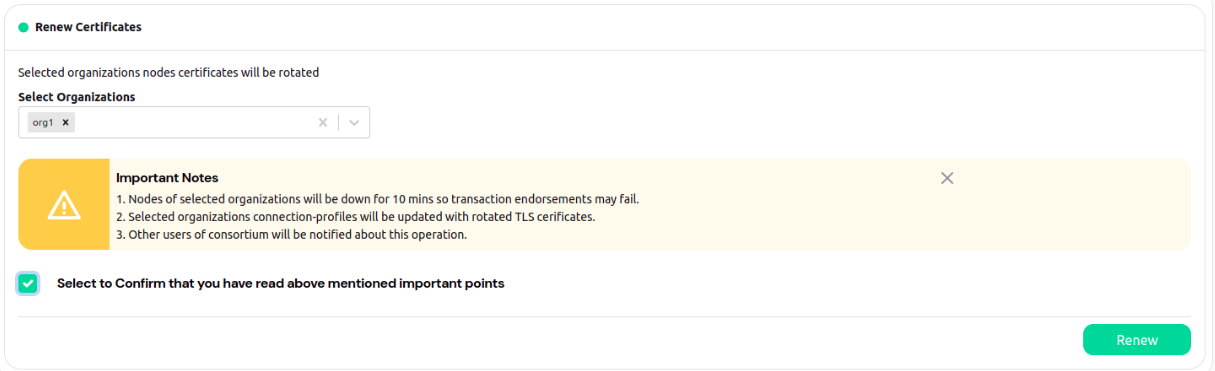 Renew Certificates
Selected organizations nodes certificates will be rotated
Select Organizations
org1
Important Notes
1. Nodes of selected organizations will be down for 10 mins so transaction endorsements may fail.
2. Selected organizations connection-profiles will be updated with rotated TLS cerificates.
3. Other users of consortium will be notified about this operation.
Select to Confirm that you have read above mentioned important points
Renew